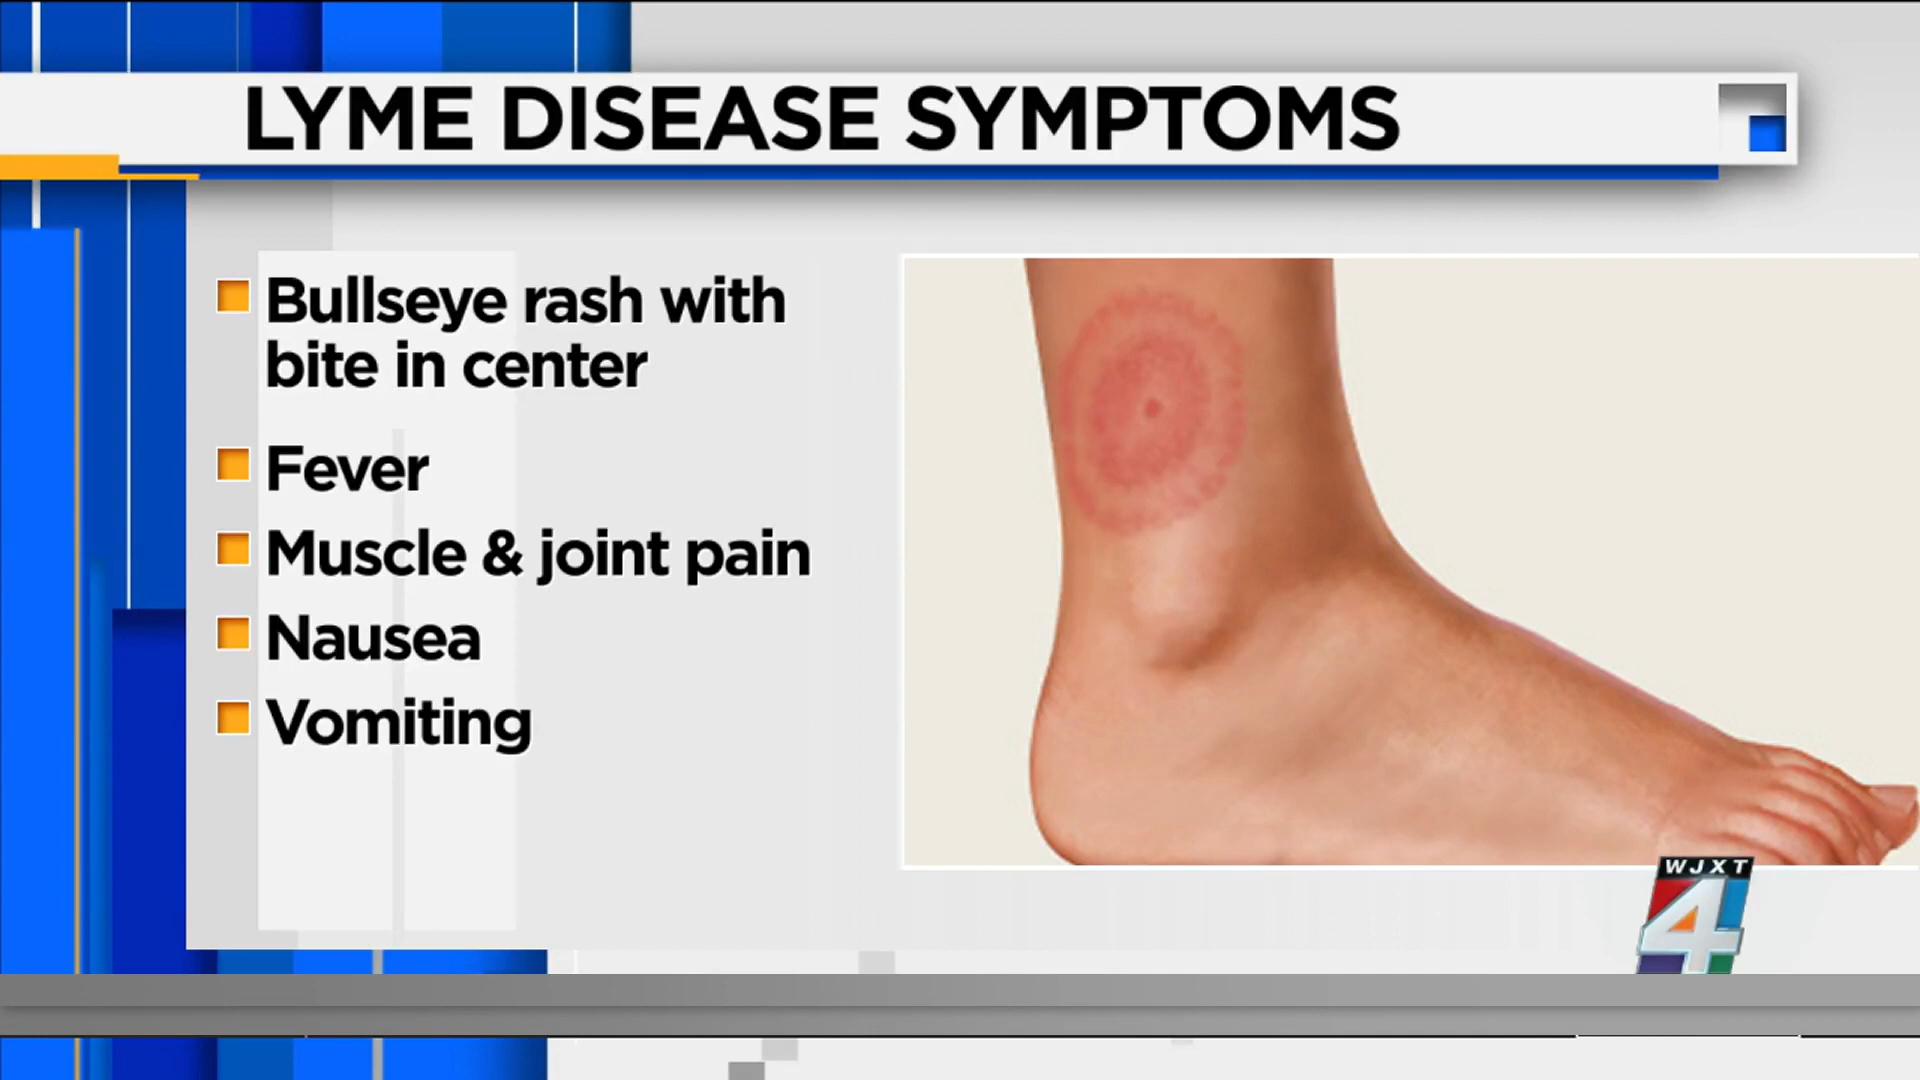 LYME DISEASE SYMPTOMS
Bullseye rash with
bite in center
Fever
Muscle & joint pain
Nausea
Vomiting
WJXT
4